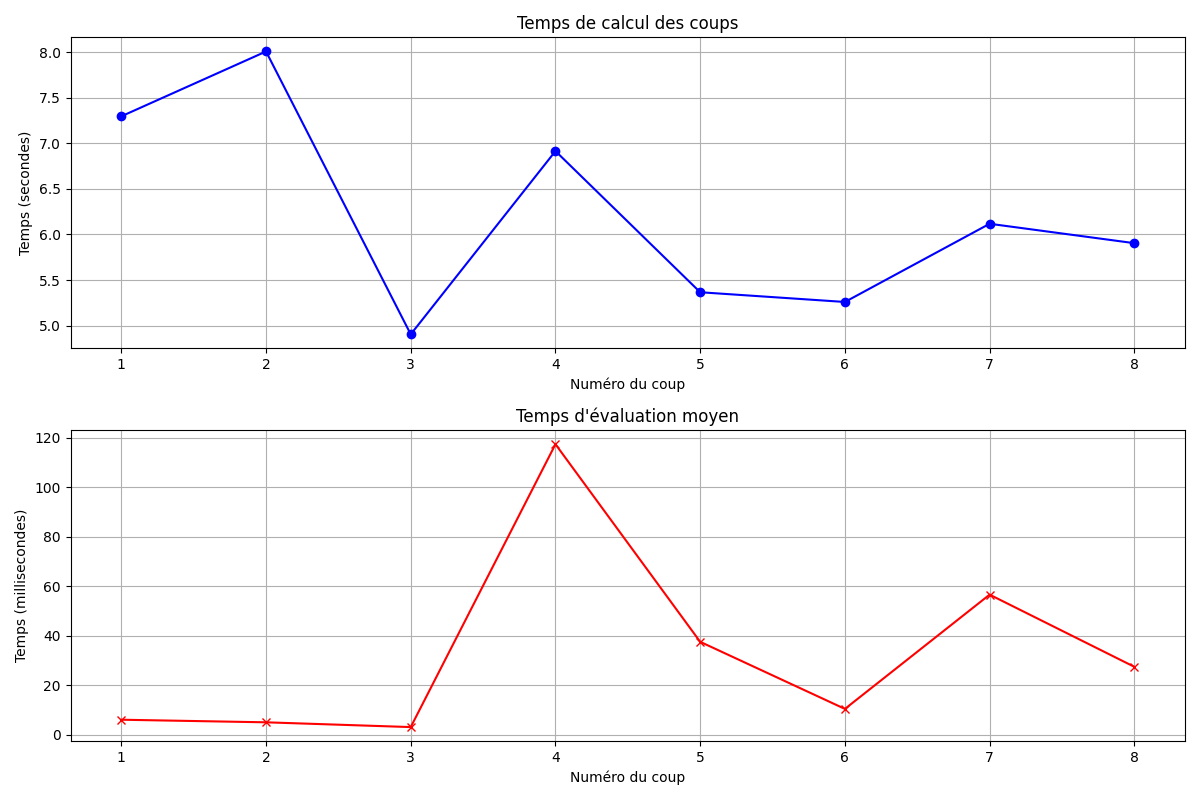 Temps de calcul des coups
8.0
7.5
7.0
6.5
6.0
5.5
5.0
Temps (secondes)
1 2 3 4 5 6 7 8
Numéro du coup
Temps d'évaluation moyen
120
100
80
60
40
20
0
Temps (millisecondes)
1 2 3 4 5 6 7 8
Numéro du coup